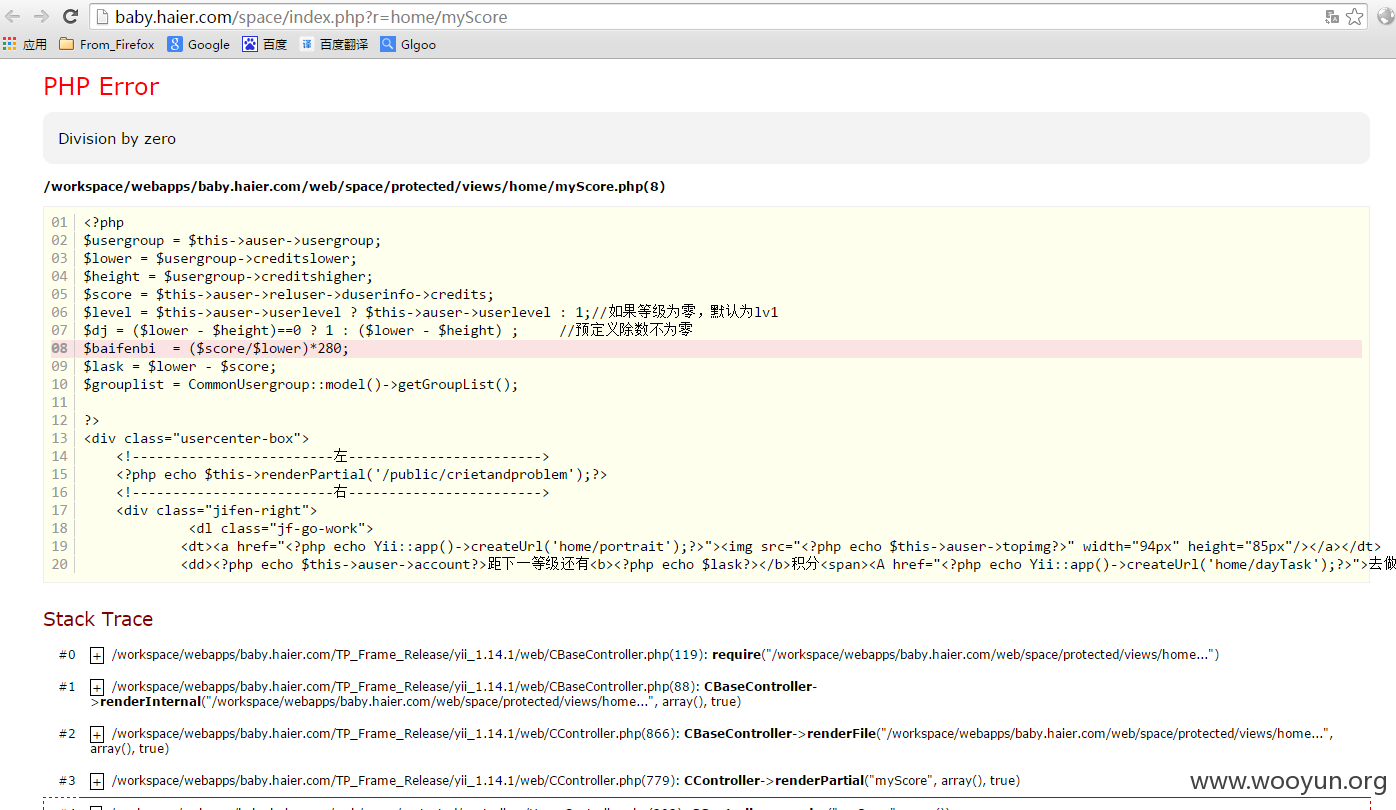 baby.haier.com/space/index.php?r=home/myScore
应用 From_Firefox Google 百度 百度翻译 Glgoo
PHP Error
Division by zero
/workspace/webapps/baby.haier.com/web/space/protected/views/home/myScore.php(8)
01 <?php
02 $usergroup = $this->auser->usergroup;
03 $lower = $usergroup->creditslower;
04 $height = $usergroup->creditshigher;
05 $score = $this->auser->reluser->duserinfo->credits;
06 $level = $this->auser->userlevel ? $this->auser->userlevel : 1;//如果等级为零，默认为lv1
07 $dj = ($lower - $height)==0 ? 1 : ($lower - $height) ;     //预定义除数不为零
08 $baifenbi  = ($score/$lower)*280;
09 $lask = $lower - $score;
10 $grouplist = CommonUsergroup::model()->getGroupList();
11
12 ?>
13 <div class="usercenter-box">
14     <!-------------------------左------------------------>
15     <?php echo $this->renderPartial('/public/crietandproblem');?>
16     <!-------------------------右------------------------>
17     <div class="jifen-right">
18              <dl class="jf-go-work">
19             <dt><a href="<?php echo Yii::app()->createUrl('home/portrait');?>"><img src="<?php echo $this->auser->topimg?>" width="94px" height="85px"/></a></dt>
20             <dd><?php echo $this->auser->account?>距下一等级还有<b><?php echo $lask?></b>积分<span><A href="<?php echo Yii::app()->createUrl('home/dayTask');?>">去做
Stack Trace
#0 + /workspace/webapps/baby.haier.com/TP_Frame_Release/yii_1.14.1/web/CBaseController.php(119): require("/workspace/webapps/baby.haier.com/web/space/protected/views/home...")
#1 + /workspace/webapps/baby.haier.com/TP_Frame_Release/yii_1.14.1/web/CBaseController.php(88): CBaseController-
>renderInternal("/workspace/webapps/baby.haier.com/web/space/protected/views/home...", array(), true)
#2 + /workspace/webapps/baby.haier.com/TP_Frame_Release/yii_1.14.1/web/CController.php(866): CBaseController->renderFile("/workspace/webapps/baby.haier.com/web/space/protected/views/home...",
array(), true)
#3 + /workspace/webapps/baby.haier.com/TP_Frame_Release/yii_1.14.1/web/CController.php(779): CController->renderPartial("myScore", array(), true)
www.wooyun.org